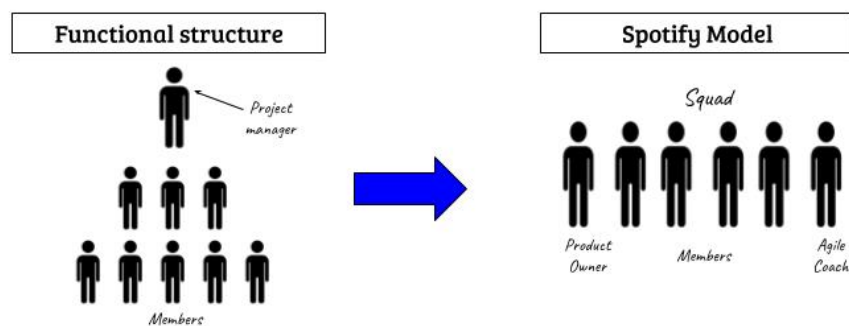 Functional structure
Project
manager
Members
Spotify Model
Squad
Product
Owner
Members
Agile
Coach